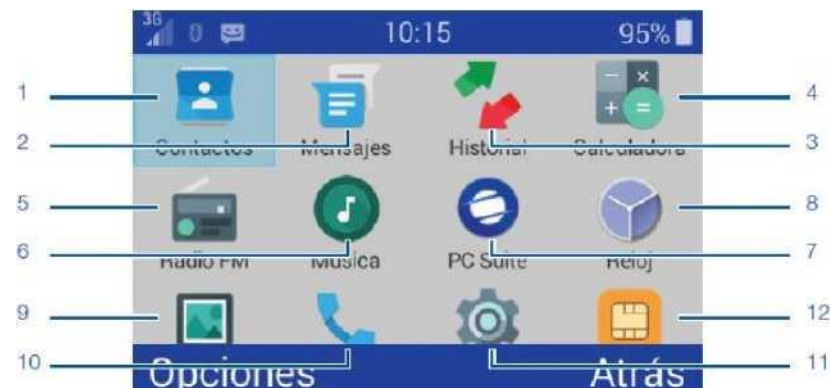 3G 10:15 95%
1 4
2 Contactos Mensajes Historial Calculadora 3
5 8
6 Radio FM Música PC Suite Reloj 7
9 12
10 Opciones Atrás 11